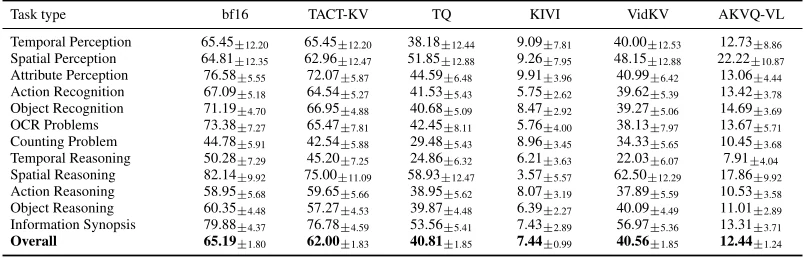 Task type bf16 TACT-KV TQ KIVI VidKV AKVQ-VL
Temporal Perception 65.45±12.20 65.45±12.20 38.18±12.44 9.09±7.81 40.00±12.53 12.73±8.86
Spatial Perception 64.81±12.35 62.96±12.47 51.85±12.88 9.26±7.95 48.15±12.88 22.22±10.87
Attribute Perception 76.58±5.55 72.07±5.87 44.59±6.48 9.91±3.96 40.99±6.42 13.06±4.44
Action Recognition 67.09±5.18 64.54±5.27 41.53±5.43 5.75±2.62 39.62±5.39 13.42±3.78
Object Recognition 71.19±4.70 66.95±4.88 40.68±5.09 8.47±2.92 39.27±5.06 14.69±3.69
OCR Problems 73.38±7.27 65.47±7.81 42.45±8.11 5.76±4.00 38.13±7.97 13.67±5.71
Counting Problem 44.78±5.91 42.54±5.88 29.48±5.43 8.96±3.45 34.33±5.65 10.45±3.68
Temporal Reasoning 50.28±7.29 45.20±7.25 24.86±6.32 6.21±3.63 22.03±6.07 7.91±4.04
Spatial Reasoning 82.14±9.92 75.00±11.09 58.93±12.47 3.57±5.57 62.50±12.29 17.86±9.92
Action Reasoning 58.95±5.68 59.65±5.66 38.95±5.62 8.07±3.19 37.89±5.59 10.53±3.58
Object Reasoning 60.35±4.48 57.27±4.53 39.87±4.48 6.39±2.27 40.09±4.49 11.01±2.89
Information Synopsis 79.88±4.37 76.78±4.59 53.56±5.41 7.43±2.89 56.97±5.36 13.31±3.71
Overall 65.19±1.80 62.00±1.83 40.81±1.85 7.44±0.99 40.56±1.85 12.44±1.24